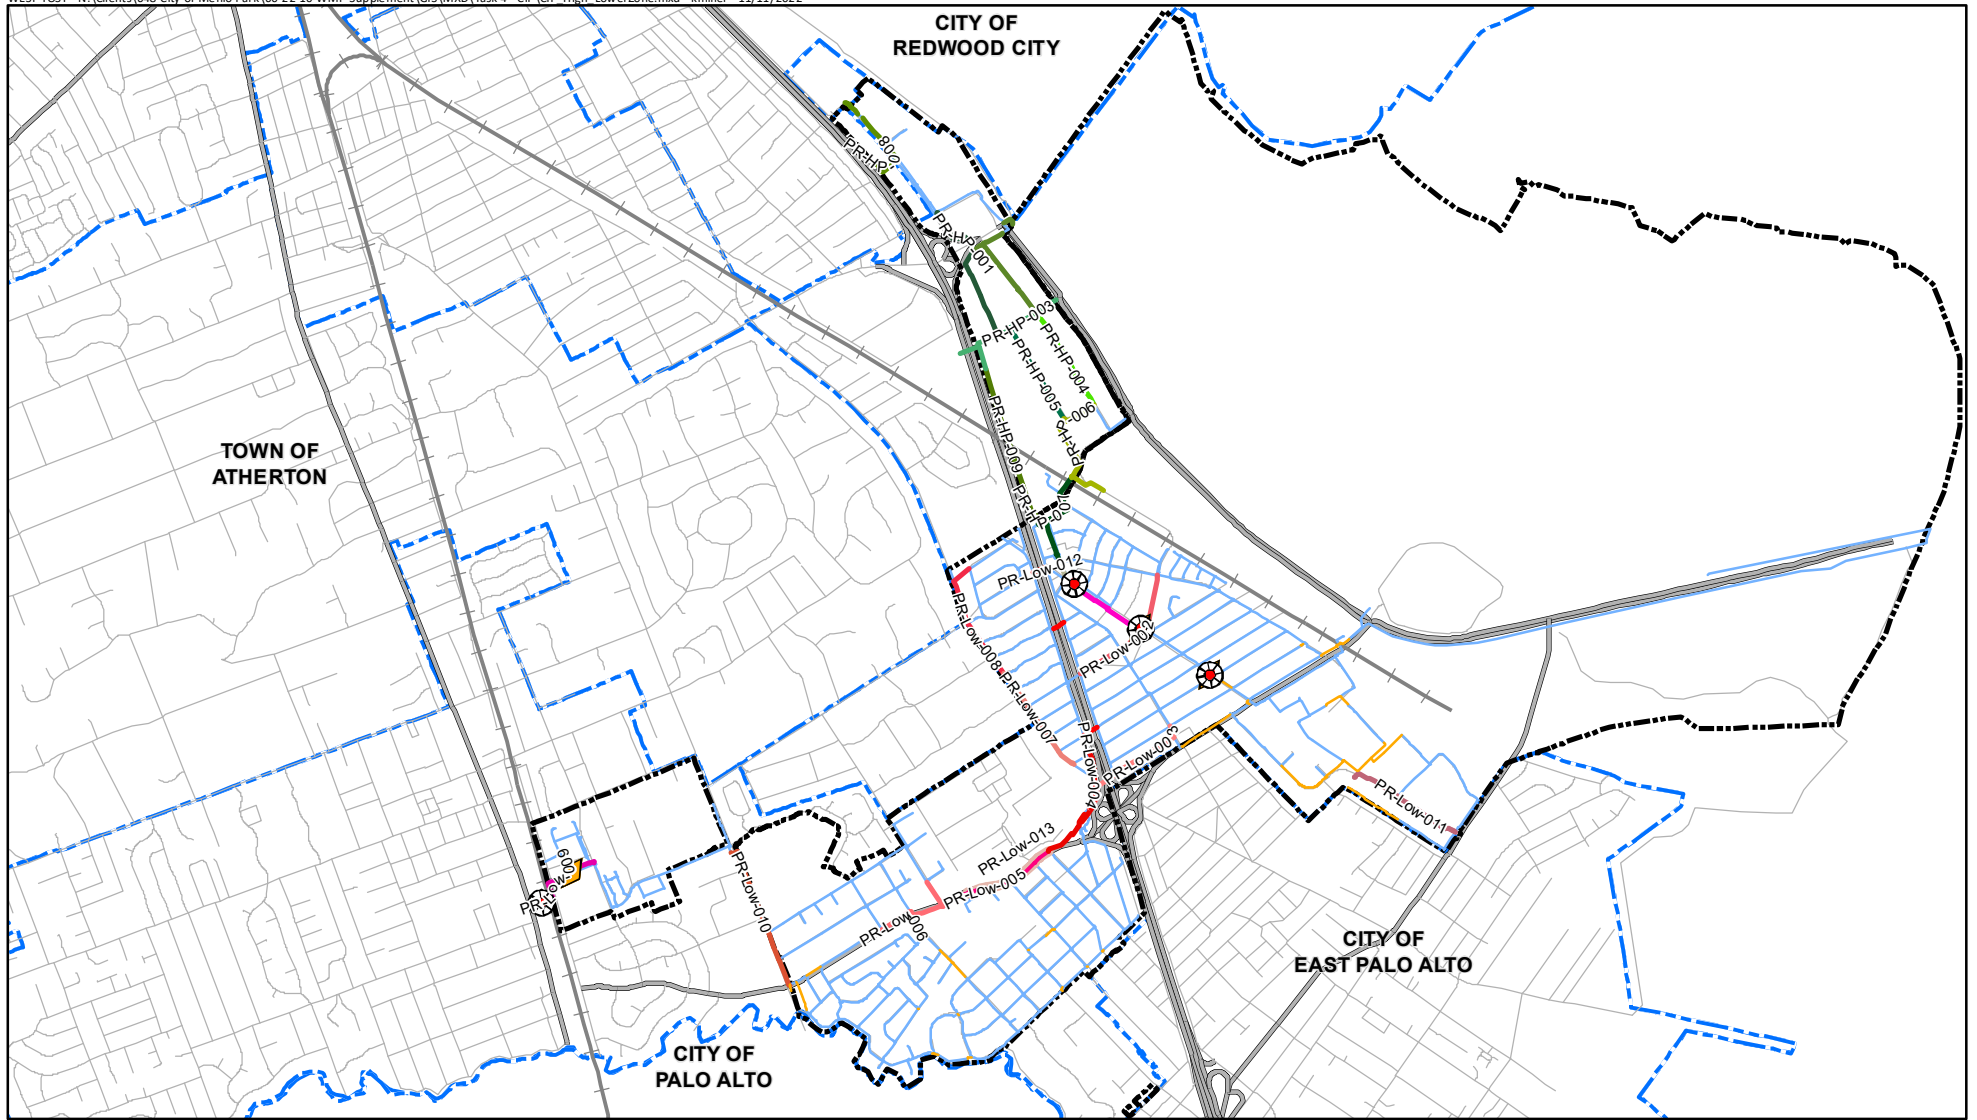 CITY OF
REDWOOD CITY
TOWN OF
ATHERTON
CITY OF
EAST PALO ALTO
CITY OF
PALO ALTO
PR-HP-001
PR-HP-003
PR-HP-004
PR-HP-005
PR-HP-006
PR-HP-009
PR-Low-012
PR-Low-002
PR-Low-008
PR-Low-007
PR-Low-003
PR-Low-004
PR-Low-011
PR-Low-013
PR-Low-005
PR-Low-006
PR-Low-010
PR-Low-009